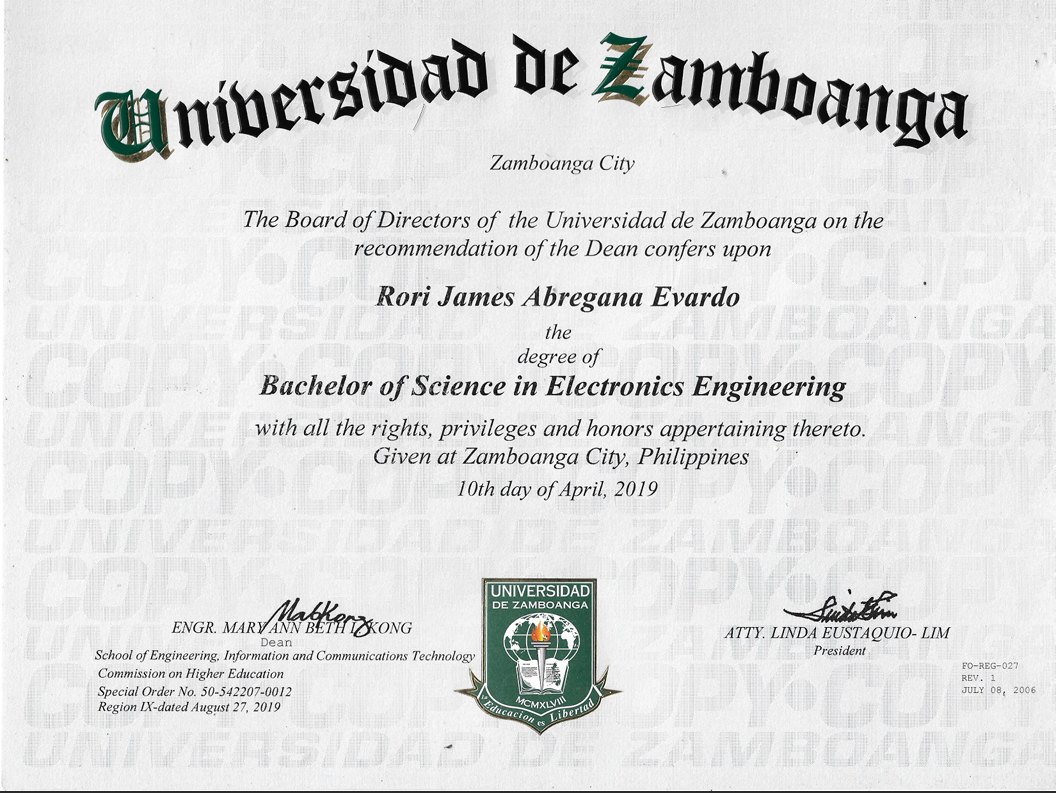 Universidad de Zamboanga
Zamboanga City
The Board of Directors of the Universidad de Zamboanga on the
recommendation of the Dean confers upon
Rori James Abregana Evardo
the
degree of
Bachelor of Science in Electronics Engineering
with all the rights, privileges and honors appertaining thereto.
Given at Zamboanga City, Philippines
10th day of April, 2019
ENGR. MARY ANN BETH T. KONG
Dean
School of Engineering, Information and Communications Technology
Commission on Higher Education
Special Order No. 50-542207-0012
Region IX-dated August 27, 2019
UNIVERSIDAD
DE ZAMBOANGA
MCMXLVIII
Educacion es Libertad
ATTY. LINDA EUSTAQUIO- LIM
President
FO-REG-027
REV. 1
JULY 08, 2006
COPY•COPY•COPY•COPY
UNIVERSIDAD DE ZAMBOANGA